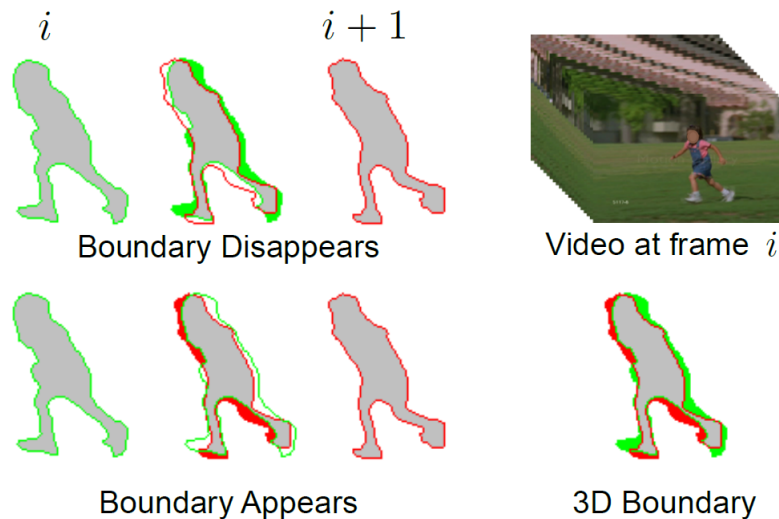 i
i + 1
Boundary Disappears
Video at frame i
Boundary Appears
3D Boundary